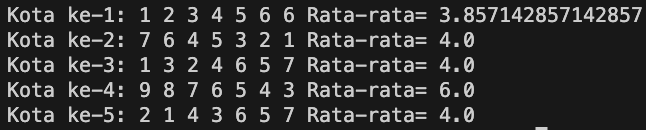 Kota ke-1: 1 2 3 4 5 6 6 Rata-rata= 3.857142857142857
Kota ke-2: 7 6 4 5 3 2 1 Rata-rata= 4.0
Kota ke-3: 1 3 2 4 6 5 7 Rata-rata= 4.0
Kota ke-4: 9 8 7 6 5 4 3 Rata-rata= 6.0
Kota ke-5: 2 1 4 3 6 5 7 Rata-rata= 4.0